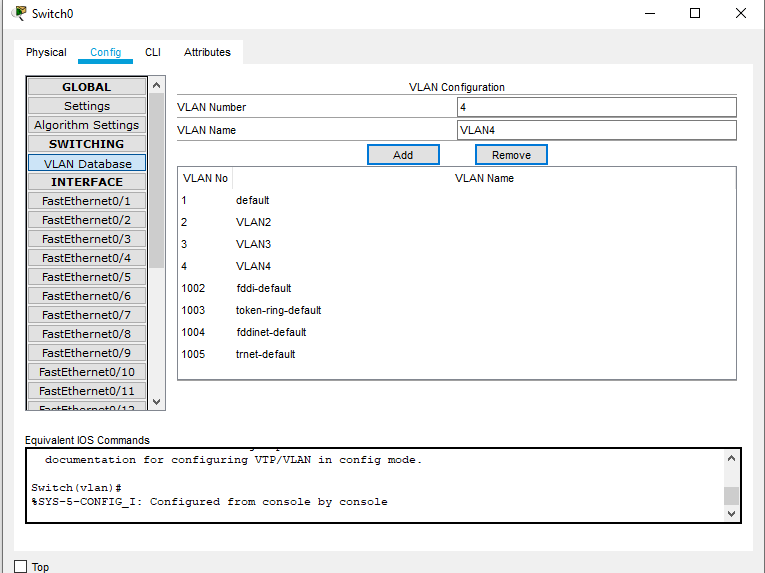 Switch0
Physical Config CLI Attributes
GLOBAL
Settings
Algorithm Settings
SWITCHING
VLAN Database
INTERFACE
FastEthernet0/1
FastEthernet0/2
FastEthernet0/3
FastEthernet0/4
FastEthernet0/5
FastEthernet0/6
FastEthernet0/7
FastEthernet0/8
FastEthernet0/9
FastEthernet0/10
FastEthernet0/11
FastEthernet0/12
VLAN Configuration
VLAN Number 4
VLAN Name VLAN4
Add Remove
VLAN No VLAN Name
1 default
2 VLAN2
3 VLAN3
4 VLAN4
1002 fddi-default
1003 token-ring-default
1004 fddinet-default
1005 trnet-default
Equivalent IOS Commands
documentation for configuring VTP/VLAN in config mode.
Switch(vlan)#
%SYS-5-CONFIG_I: Configured from console by console
Top